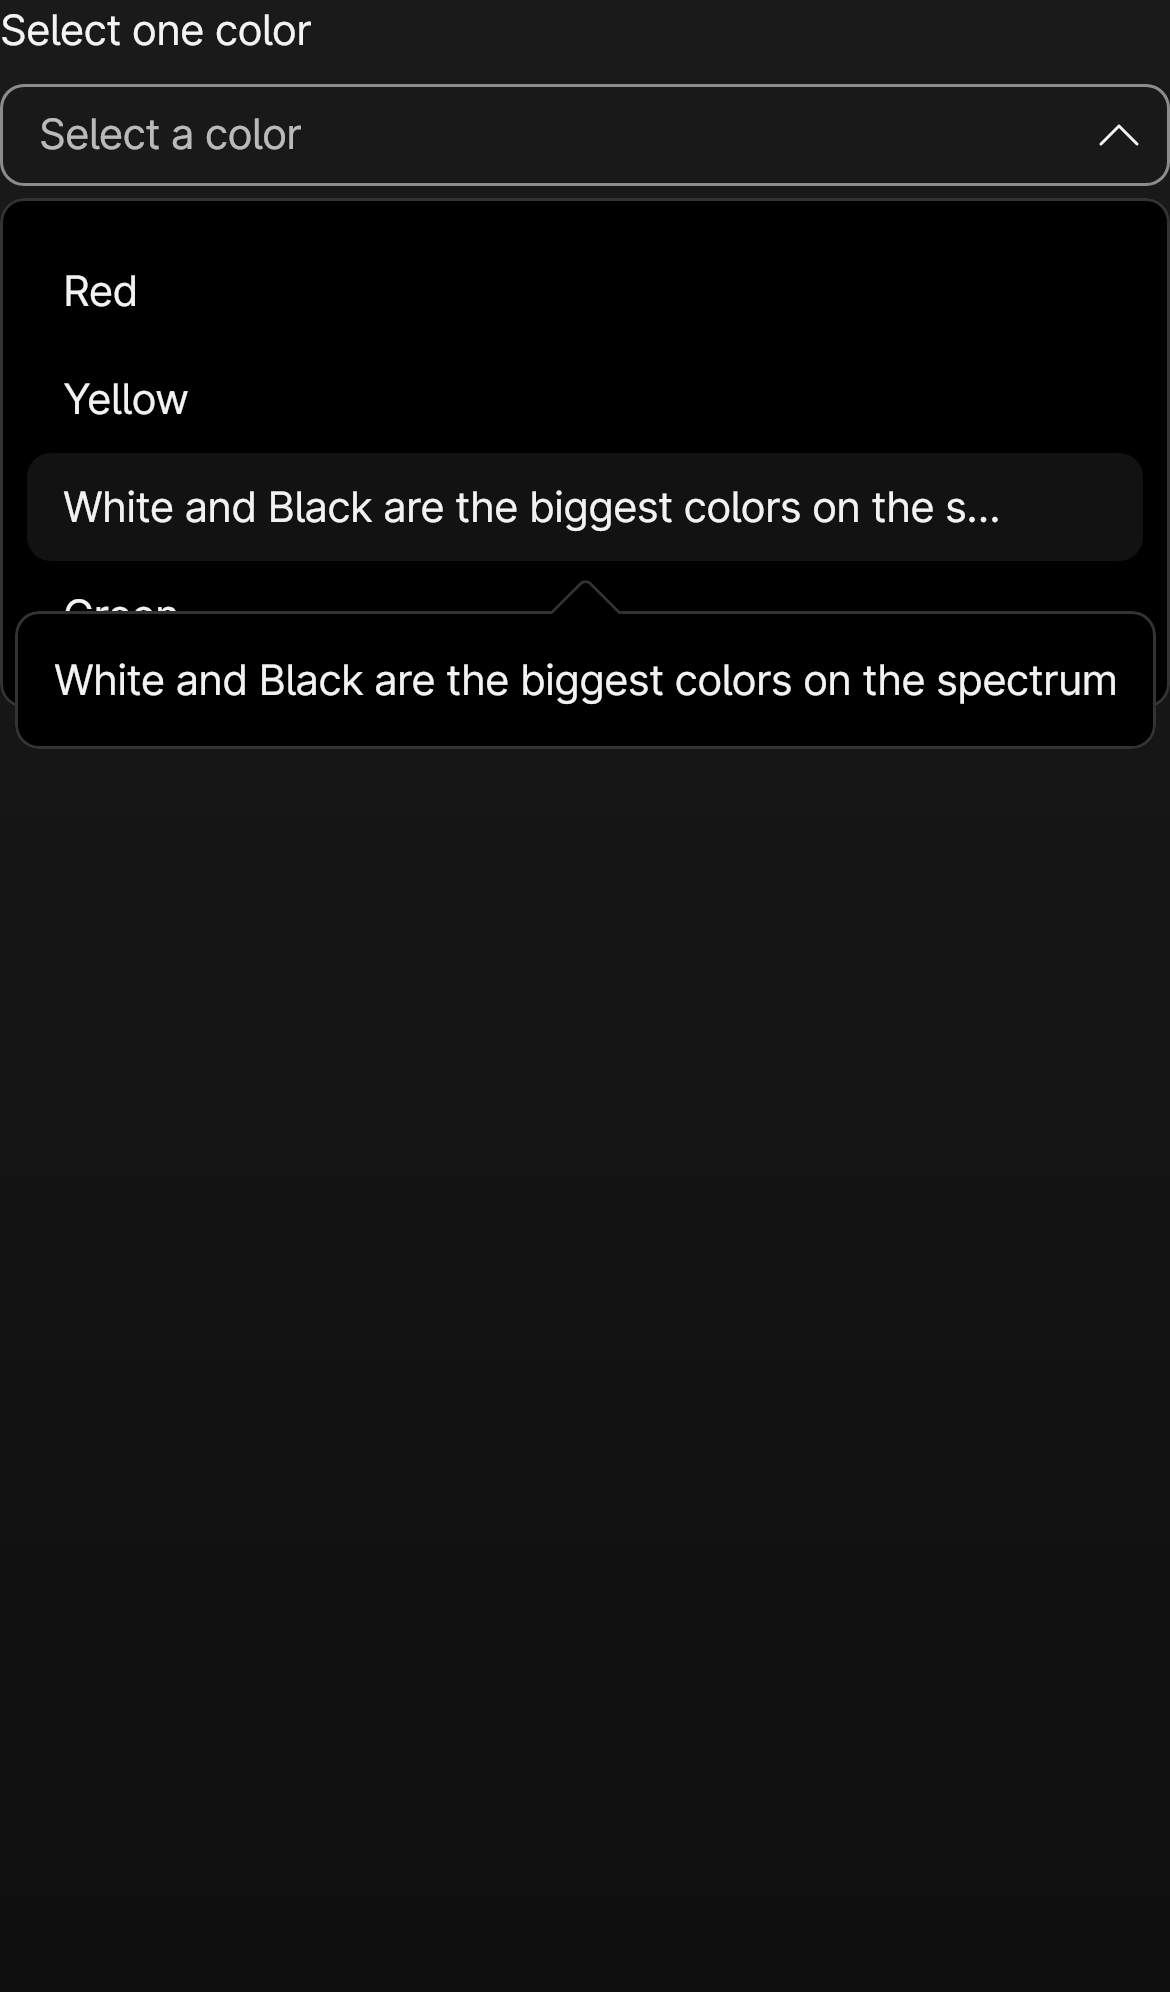 Select one color
Select a color
Red
Yellow
White and Black are the biggest colors on the s...
Green
White and Black are the biggest colors on the spectrum